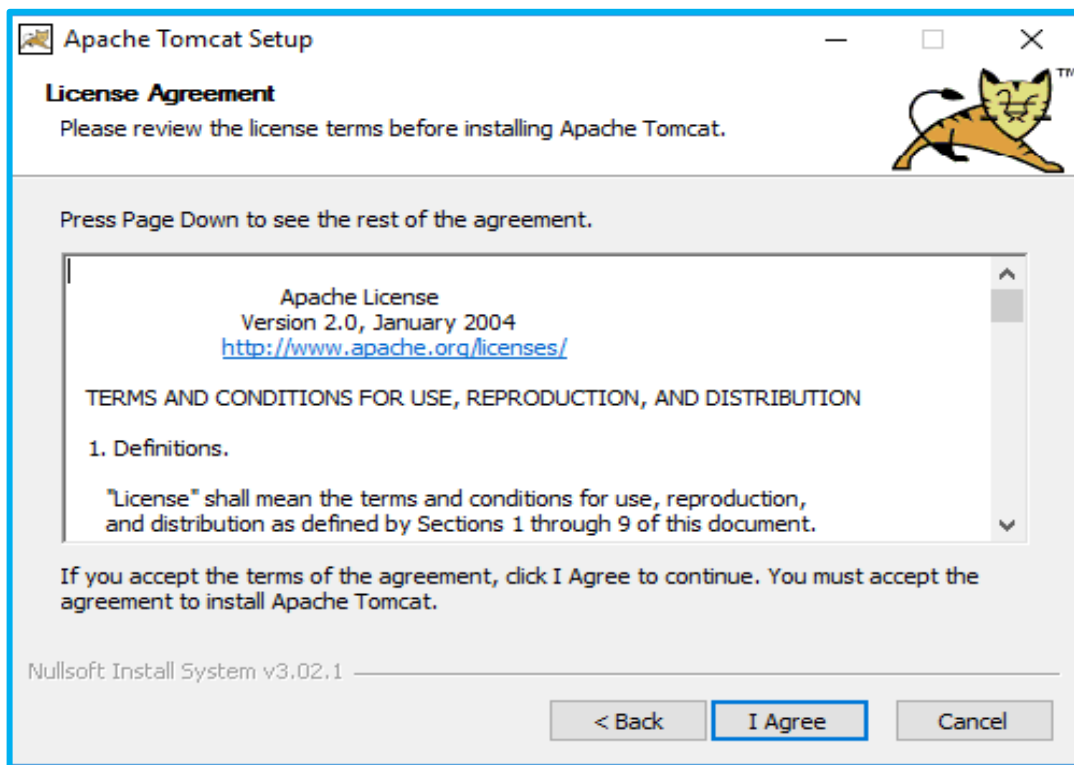 Apache Tomcat Setup
License Agreement
Please review the license terms before installing Apache Tomcat.
TM
Press Page Down to see the rest of the agreement.
Apache License
Version 2.0, January 2004
http://www.apache.org/licenses/
TERMS AND CONDITIONS FOR USE, REPRODUCTION, AND DISTRIBUTION
1. Definitions.
"License" shall mean the terms and conditions for use, reproduction,
and distribution as defined by Sections 1 through 9 of this document.
If you accept the terms of the agreement, click I Agree to continue. You must accept the
agreement to install Apache Tomcat.
Nullsoft Install System v3.02.1
< Back I Agree Cancel